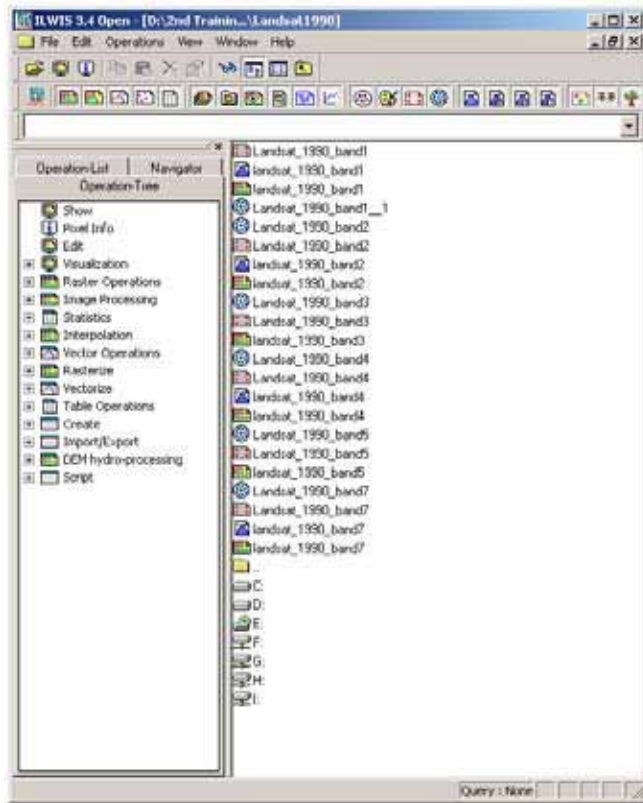 ILWIS 3.4 Open - [D:\2nd Trainin...\Landsat1990]
File Edit Operations View Window Help
Operation-List Navigator
Operation-Tree
Show
Pixel Info
Edit
Visualization
Raster Operations
Image Processing
Statistics
Interpolation
Vector Operations
Rasterize
Vectorize
Table Operations
Create
Import/Export
DEM hydro-processing
Script
Landsat_1990_band1
landsat_1990_band1
landsat_1990_band1
Landsat_1990_band1__1
Landsat_1990_band2
Landsat_1990_band2
landsat_1990_band2
landsat_1990_band2
Landsat_1990_band3
Landsat_1990_band3
landsat_1990_band3
Landsat_1990_band4
Landsat_1990_band4
landsat_1990_band4
landsat_1990_band4
Landsat_1990_band5
Landsat_1990_band5
landsat_1990_band5
Landsat_1990_band7
Landsat_1990_band7
landsat_1990_band7
landsat_1990_band7
..
C:
D:
E:
F:
G:
H:
I:
Query : None